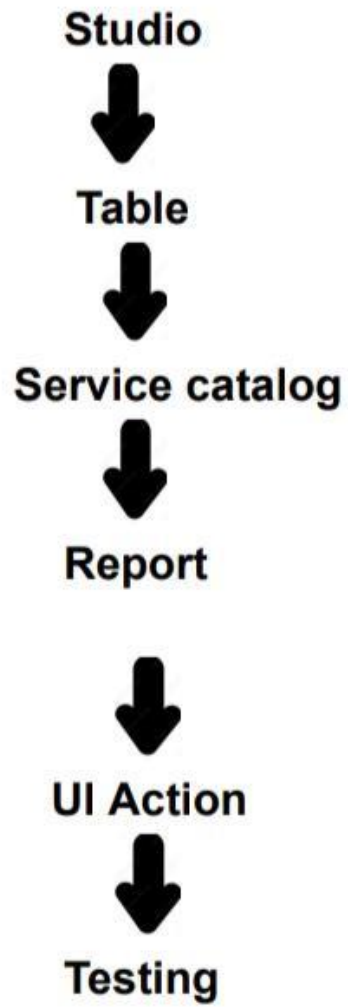 Studio
Table
Service catalog
Report
UI Action
Testing